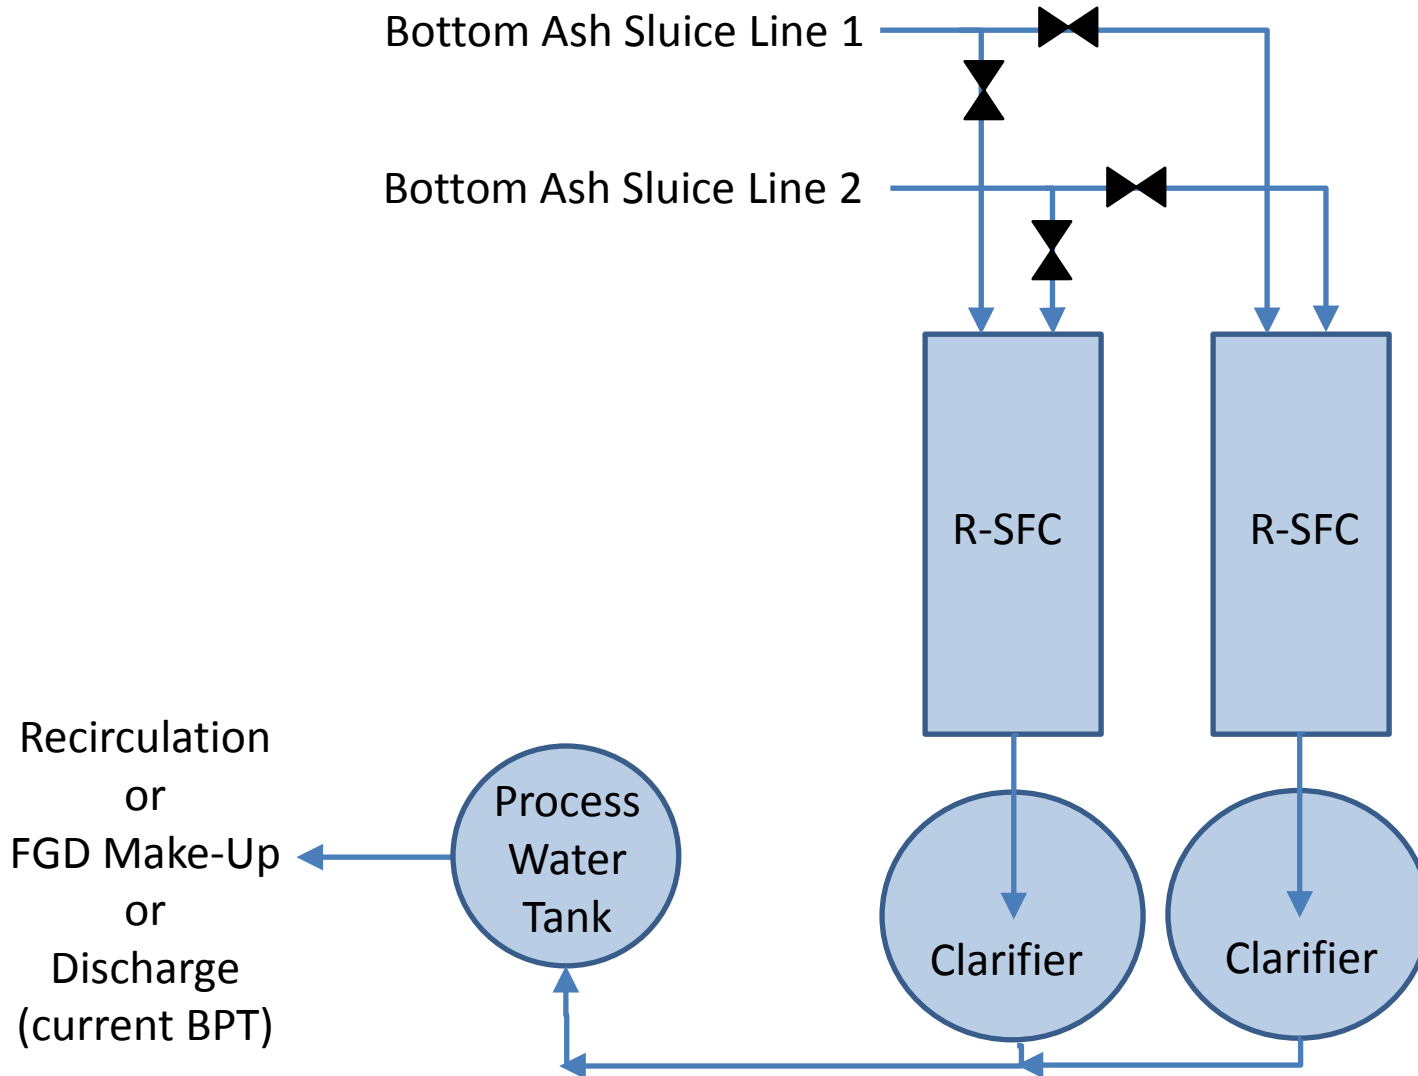 Bottom Ash Sluice Line 1
Bottom Ash Sluice Line 2
R-SFC
R-SFC
Recirculation
or
FGD Make-Up
or
Discharge
(current BPT)
Process
Water
Tank
Clarifier
Clarifier